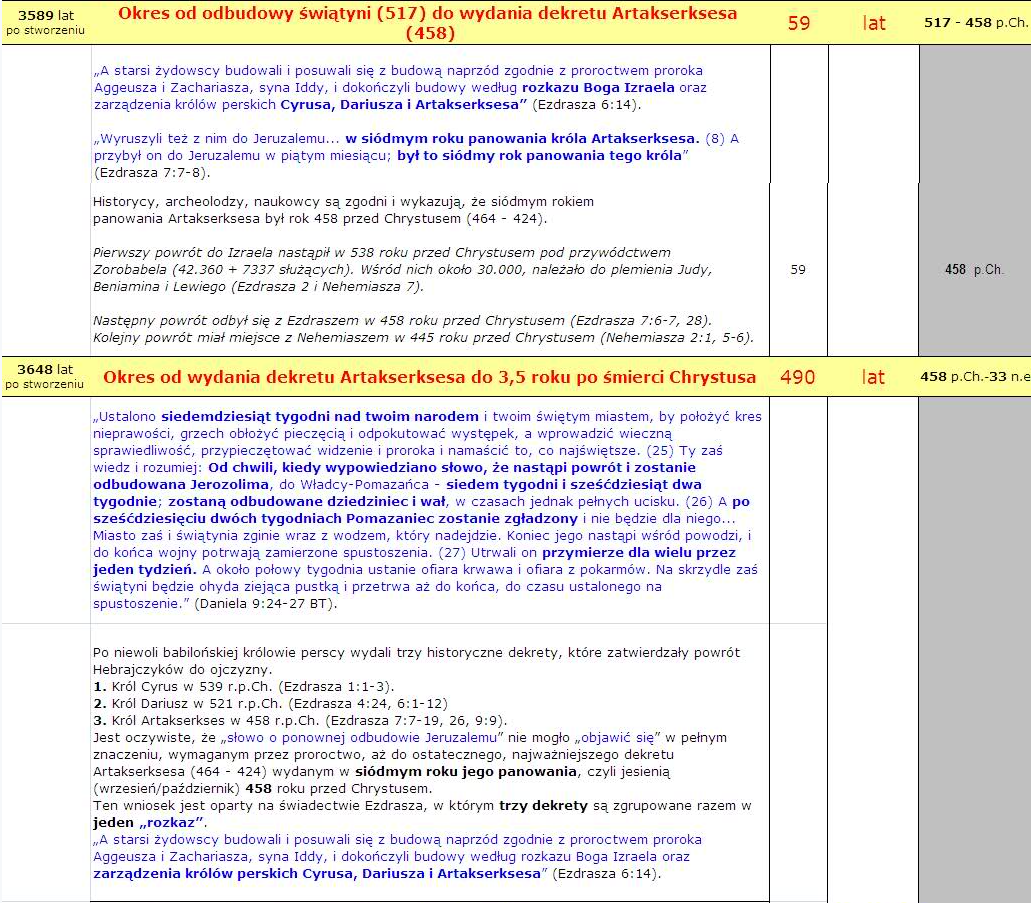 3589 lat
po stworzeniu
Okres od odbudowy świątyni (517) do wydania dekretu Artakserksesa
(458)
59
lat
517 - 458 p.Ch.
„A starsi żydowscy budowali i posuwali się z budową naprzód zgodnie z proroctwem proroka
Aggeusza i Zachariasza, syna Iddy, i dokończyli budowy według rozkazu Boga Izraela oraz
zarządzenia królów perskich Cyrusa, Dariusza i Artakserksesa” (Ezdrasza 6:14).
„Wyruszyli też z nim do Jeruzalemu... w siódmym roku panowania króla Artakserksesa. (8) A
przybył on do Jeruzalemu w piątym miesiącu; był to siódmy rok panowania tego króla”
(Ezdrasza 7:7-8).
Historycy, archeolodzy, naukowcy są zgodni i wykazują, że siódmym rokiem
panowania Artakserksesa był rok 458 przed Chrystusem (464 - 424).
Pierwszy powrót do Izraela nastąpił w 538 roku przed Chrystusem pod przywództwem
Zorobabela (42.360 + 7337 służących). Wśród nich około 30.000, należało do plemienia Judy,
Beniamina i Lewiego (Ezdrasza 2 i Nehemiasza 7).
59
458 p.Ch.
Następny powrót odbył się z Ezdraszem w 458 roku przed Chrystusem (Ezdrasza 7:6-7, 28).
Kolejny powrót miał miejsce z Nehemiaszem w 445 roku przed Chrystusem (Nehemiasza 2:1, 5-6).
3648 lat
po stworzeniu
Okres od wydania dekretu Artakserksesa do 3,5 roku po śmierci Chrystusa
490
lat
458 p.Ch.-33 n.e
„Ustalono siedemdziesiąt tygodni nad twoim narodem i twoim świętym miastem, by położyć kres
nieprawości, grzech obłożyć pieczęcią i odpokutować występek, a wprowadzić wieczną
sprawiedliwość, przypieczętować widzenie i proroka i namaścić to, co najświętsze. (25) Ty zaś
wiedz i rozumiej: Od chwili, kiedy wypowiedziano słowo, że nastąpi powrót i zostanie
odbudowana Jerozolima, do Władcy-Pomazańca - siedem tygodni i sześćdziesiąt dwa
tygodnie; zostaną odbudowane dziedziniec i wał, w czasach jednak pełnych ucisku. (26) A po
sześćdziesięciu dwóch tygodniach Pomazaniec zostanie zgładzony i nie będzie dla niego...
Miasto zaś i świątynia zginie wraz z wodzem, który nadejdzie. Koniec jego nastąpi wśród powodzi, i
do końca wojny potrwają zamierzone spustoszenia. (27) Utrwali on przymierze dla wielu przez
jeden tydzień. A około połowy tygodnia ustanie ofiara krwawa i ofiara z pokarmów. Na skrzydle zaś
świątyni będzie ohyda ziejąca pustką i przetrwa aż do końca, do czasu ustalonego na
spustoszenie.” (Daniela 9:24-27 BT).
Po niewoli babilońskiej królowie perscy wydali trzy historyczne dekrety, które zatwierdzały powrót
Hebrajczyków do ojczyzny.
1. Król Cyrus w 539 r.p.Ch. (Ezdrasza 1:1-3).
2. Król Dariusz w 521 r.p.Ch. (Ezdrasza 4:24, 6:1-12)
3. Król Artakserkses w 458 r.p.Ch. (Ezdrasza 7:7-19, 26, 9:9).
Jest oczywiste, że „słowo o ponownej odbudowie Jeruzalemu” nie mogło „objawić się” w pełnym
znaczeniu, wymaganym przez proroctwo, aż do ostatecznego, najważniejszego dekretu
Artakserksesa (464 - 424) wydanym w siódmym roku jego panowania, czyli jesienią
(wrzesień/październik) 458 roku przed Chrystusem.
Ten wniosek jest oparty na świadectwie Ezdrasza, w którym trzy dekrety są zgrupowane razem w
jeden „rozkaz”.
„A starsi żydowscy budowali i posuwali się z budową naprzód zgodnie z proroctwem proroka
Aggeusza i Zachariasza, syna Iddy, i dokończyli budowy według rozkazu Boga Izraela oraz
zarządzenia królów perskich Cyrusa, Dariusza i Artakserksesa” (Ezdrasza 6:14).